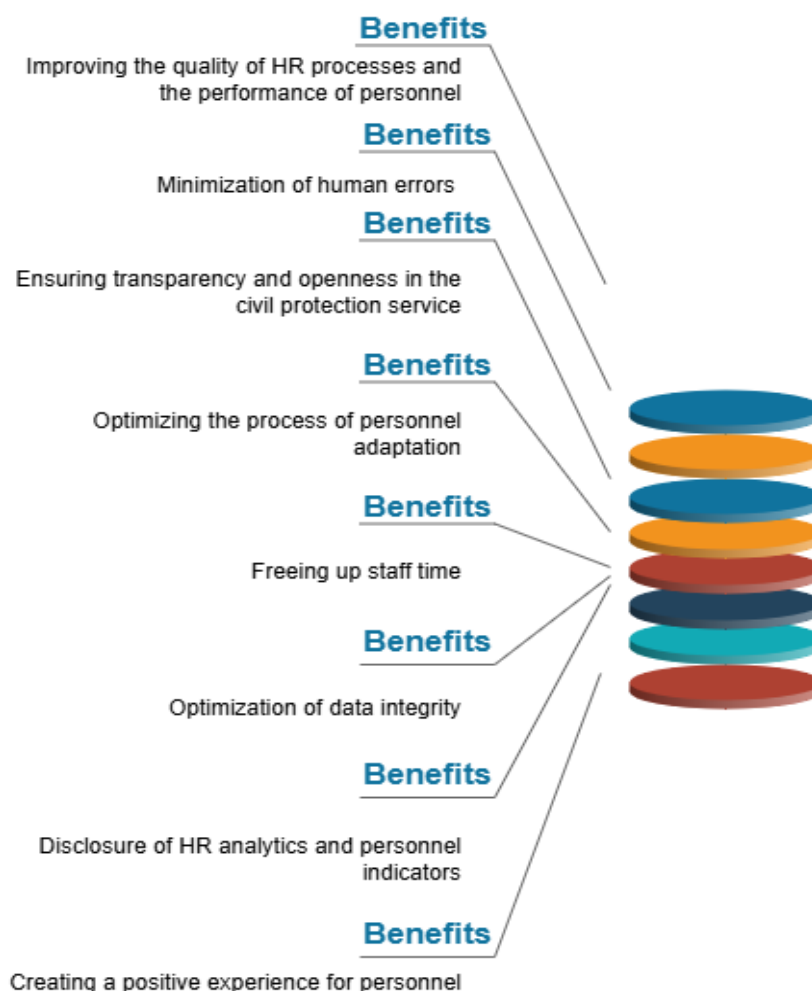 Benefits
Improving the quality of HR processes and
the performance of personnel
Benefits
Minimization of human errors
Benefits
Ensuring transparency and openness in the
civil protection service
Benefits
Optimizing the process of personnel
adaptation
Benefits
Freeing up staff time
Benefits
Optimization of data integrity
Benefits
Disclosure of HR analytics and personnel
indicators
Benefits
Creating a positive experience for personnel